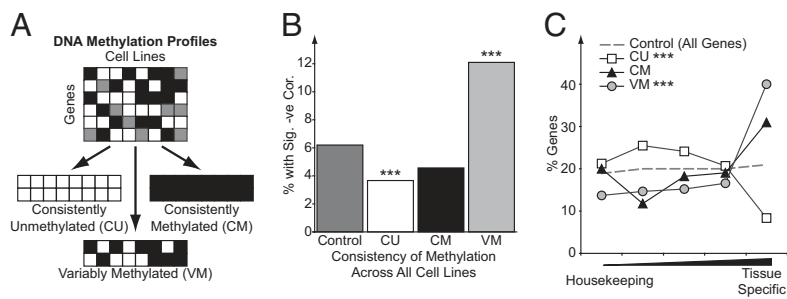 A
DNA Methylation Profiles
Cell Lines
Genes
Consistently
Unmethylated (CU)
Consistently
Methylated (CM)
Variably Methylated (VM)
B
% with Sig. -ve Cor.
12
10
8
6
4
2
0
***
***
Control CU CM VM
Consistency of Methylation
Across All Cell Lines
C
Control (All Genes)
CU ***
CM
VM ***
% Genes
40
30
20
10
0
Housekeeping
Tissue
Specific